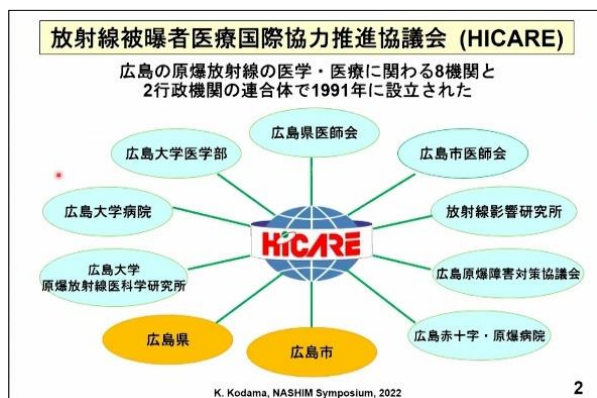 放射線被曝者医療国際協力推進協議会 (HICARE)
広島の原爆放射線の医学・医療に関わる8機関と
2行政機関の連合体で1991年に設立された
広島県医師会
広島大学医学部
広島市医師会
広島大学病院
放射線影響研究所
HiCARE
広島大学
原爆放射線医科学研究所
広島原爆障害対策協議会
広島県
広島市
広島赤十字・原爆病院
K. Kodama, NASHIM Symposium, 2022
2